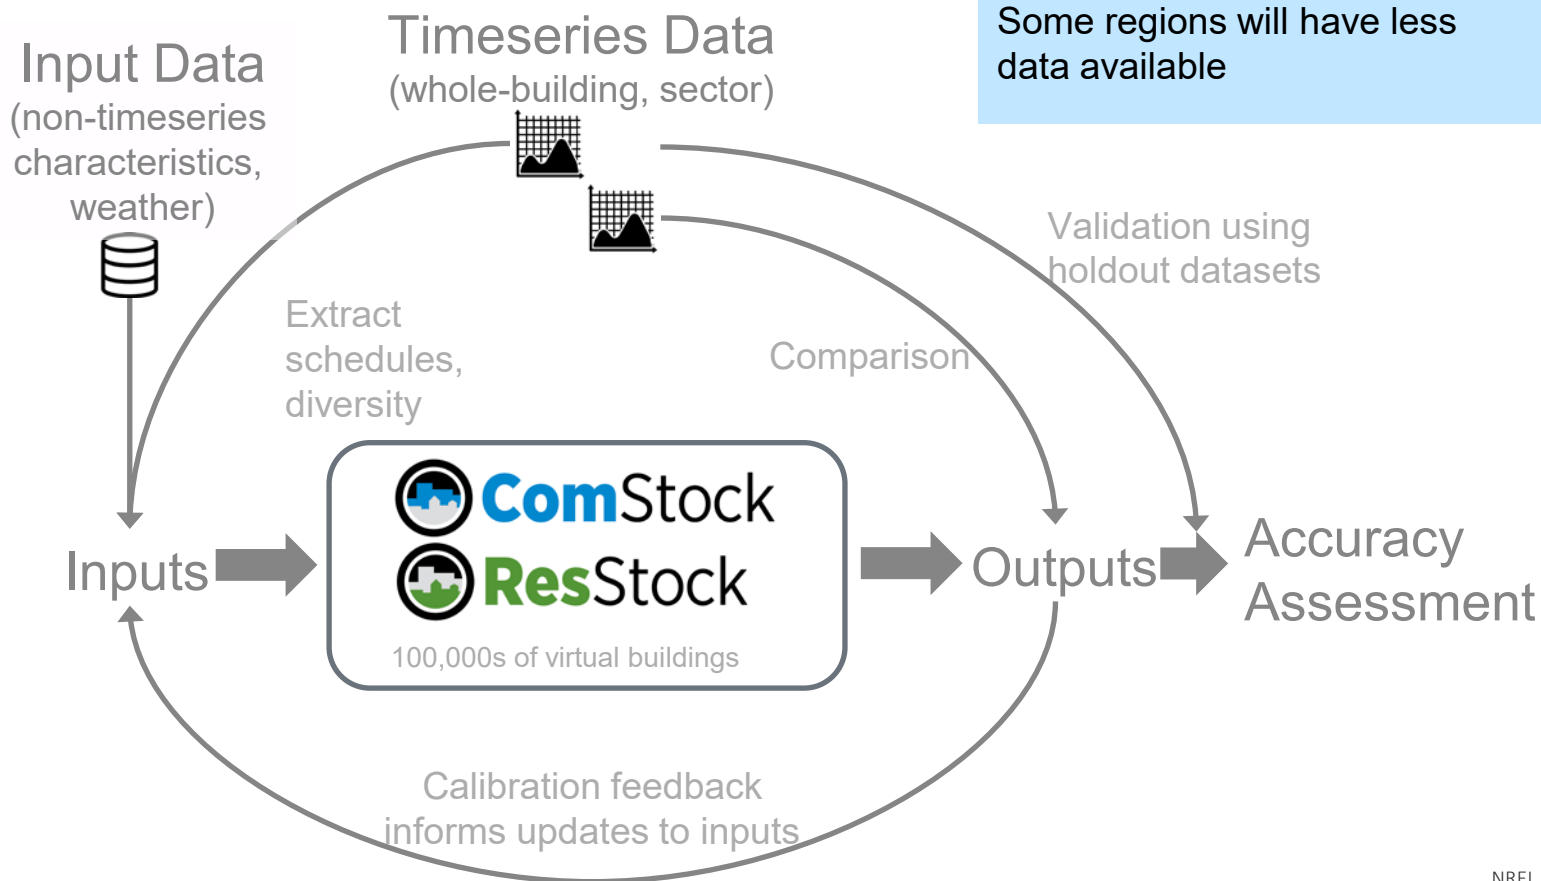 Input Data
(non-timeseries
characteristics,
weather)
Timeseries Data
(whole-building, sector)
Some regions will have less
data available
Validation using
holdout datasets
Extract
schedules,
diversity
Comparison
ComStock
ResStock
100,000s of virtual buildings
Inputs
Outputs
Accuracy
Assessment
Calibration feedback
informs updates to inputs
NREL